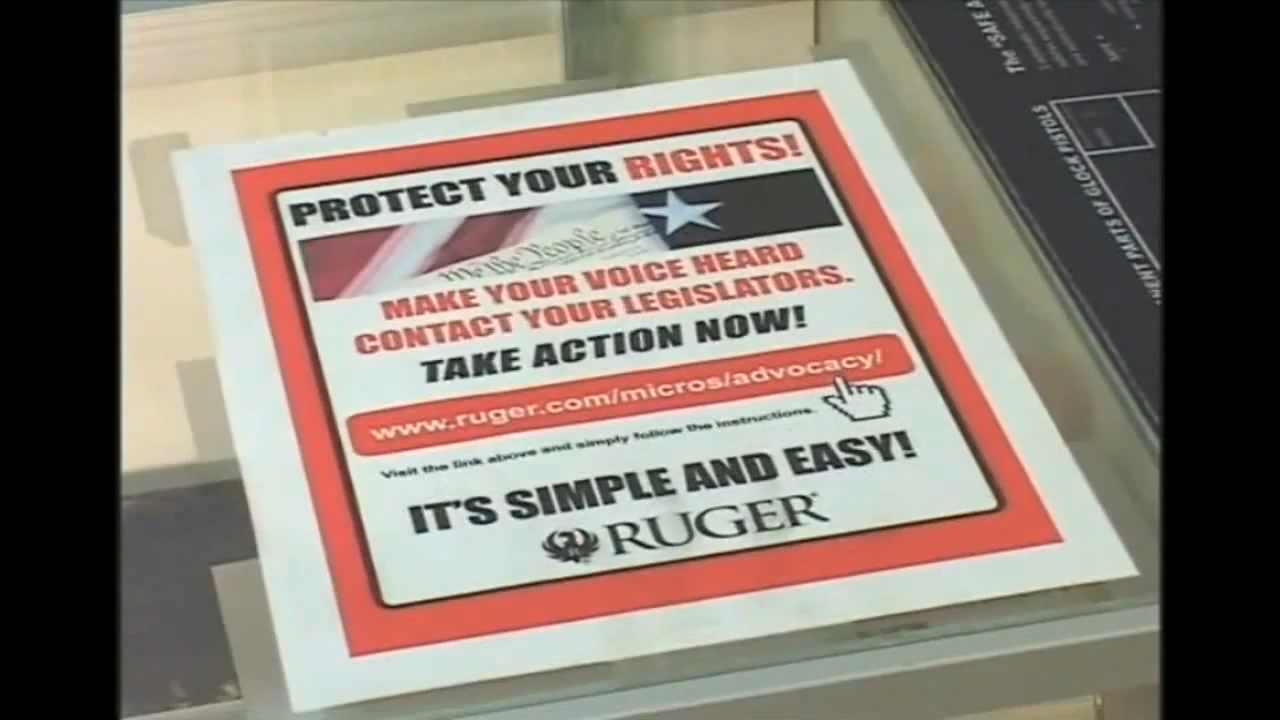 PROTECT YOUR RIGHTS!
We the People
MAKE YOUR VOICE HEARD
CONTACT YOUR LEGISLATORS.
TAKE ACTION NOW!
www.ruger.com/micros/advocacy/
Visit the link above and simply follow the instructions.
IT'S SIMPLE AND EASY!
RUGER®
The "SAFE A
MENT PARTS OF GLOCK PISTOLS